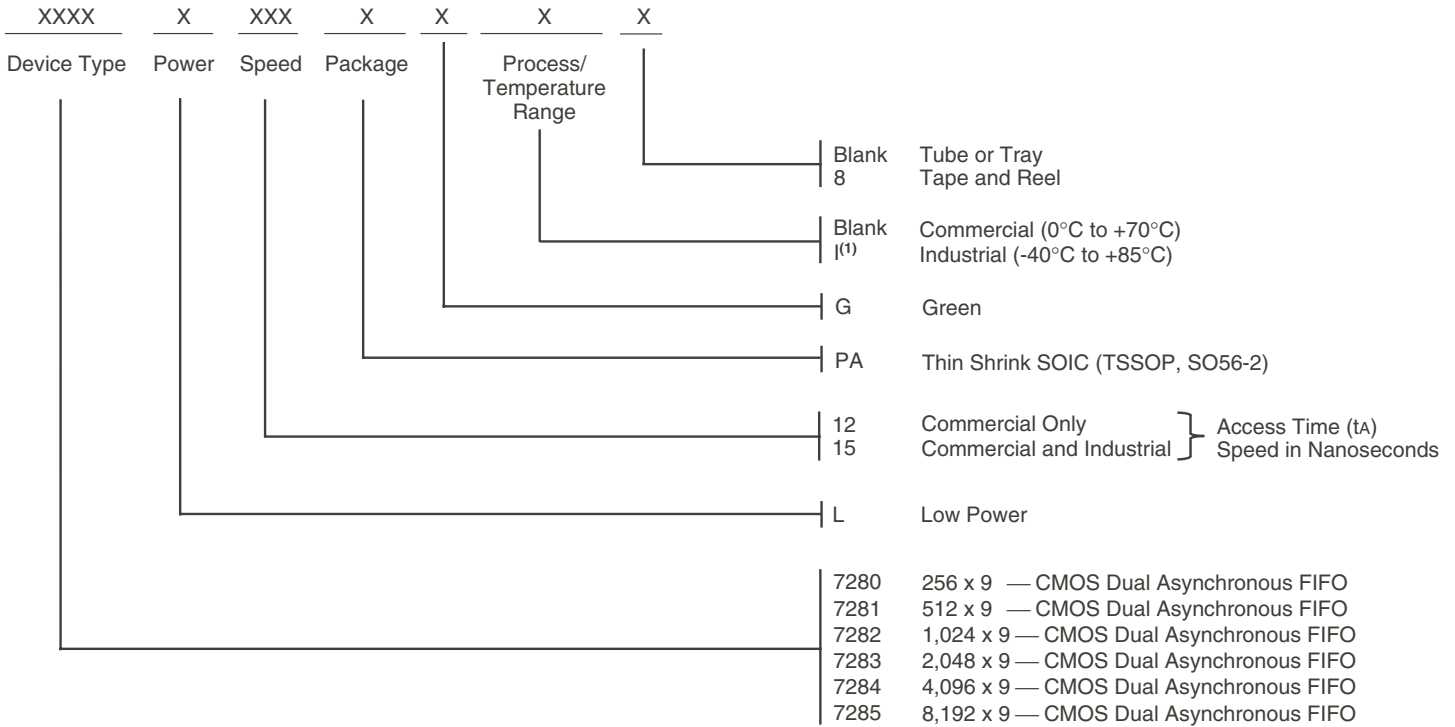 XXXX X XXX X X X X
Device Type Power Speed Package Process/
Temperature
Range
Blank Tube or Tray
8 Tape and Reel
Blank Commercial (0°C to +70°C)
I(1) Industrial (-40°C to +85°C)
G Green
PA Thin Shrink SOIC (TSSOP, SO56-2)
12 Commercial Only Access Time (tA)
15 Commercial and Industrial Speed in Nanoseconds
L Low Power
7280 256 x 9 — CMOS Dual Asynchronous FIFO
7281 512 x 9 — CMOS Dual Asynchronous FIFO
7282 1,024 x 9 — CMOS Dual Asynchronous FIFO
7283 2,048 x 9 — CMOS Dual Asynchronous FIFO
7284 4,096 x 9 — CMOS Dual Asynchronous FIFO
7285 8,192 x 9 — CMOS Dual Asynchronous FIFO